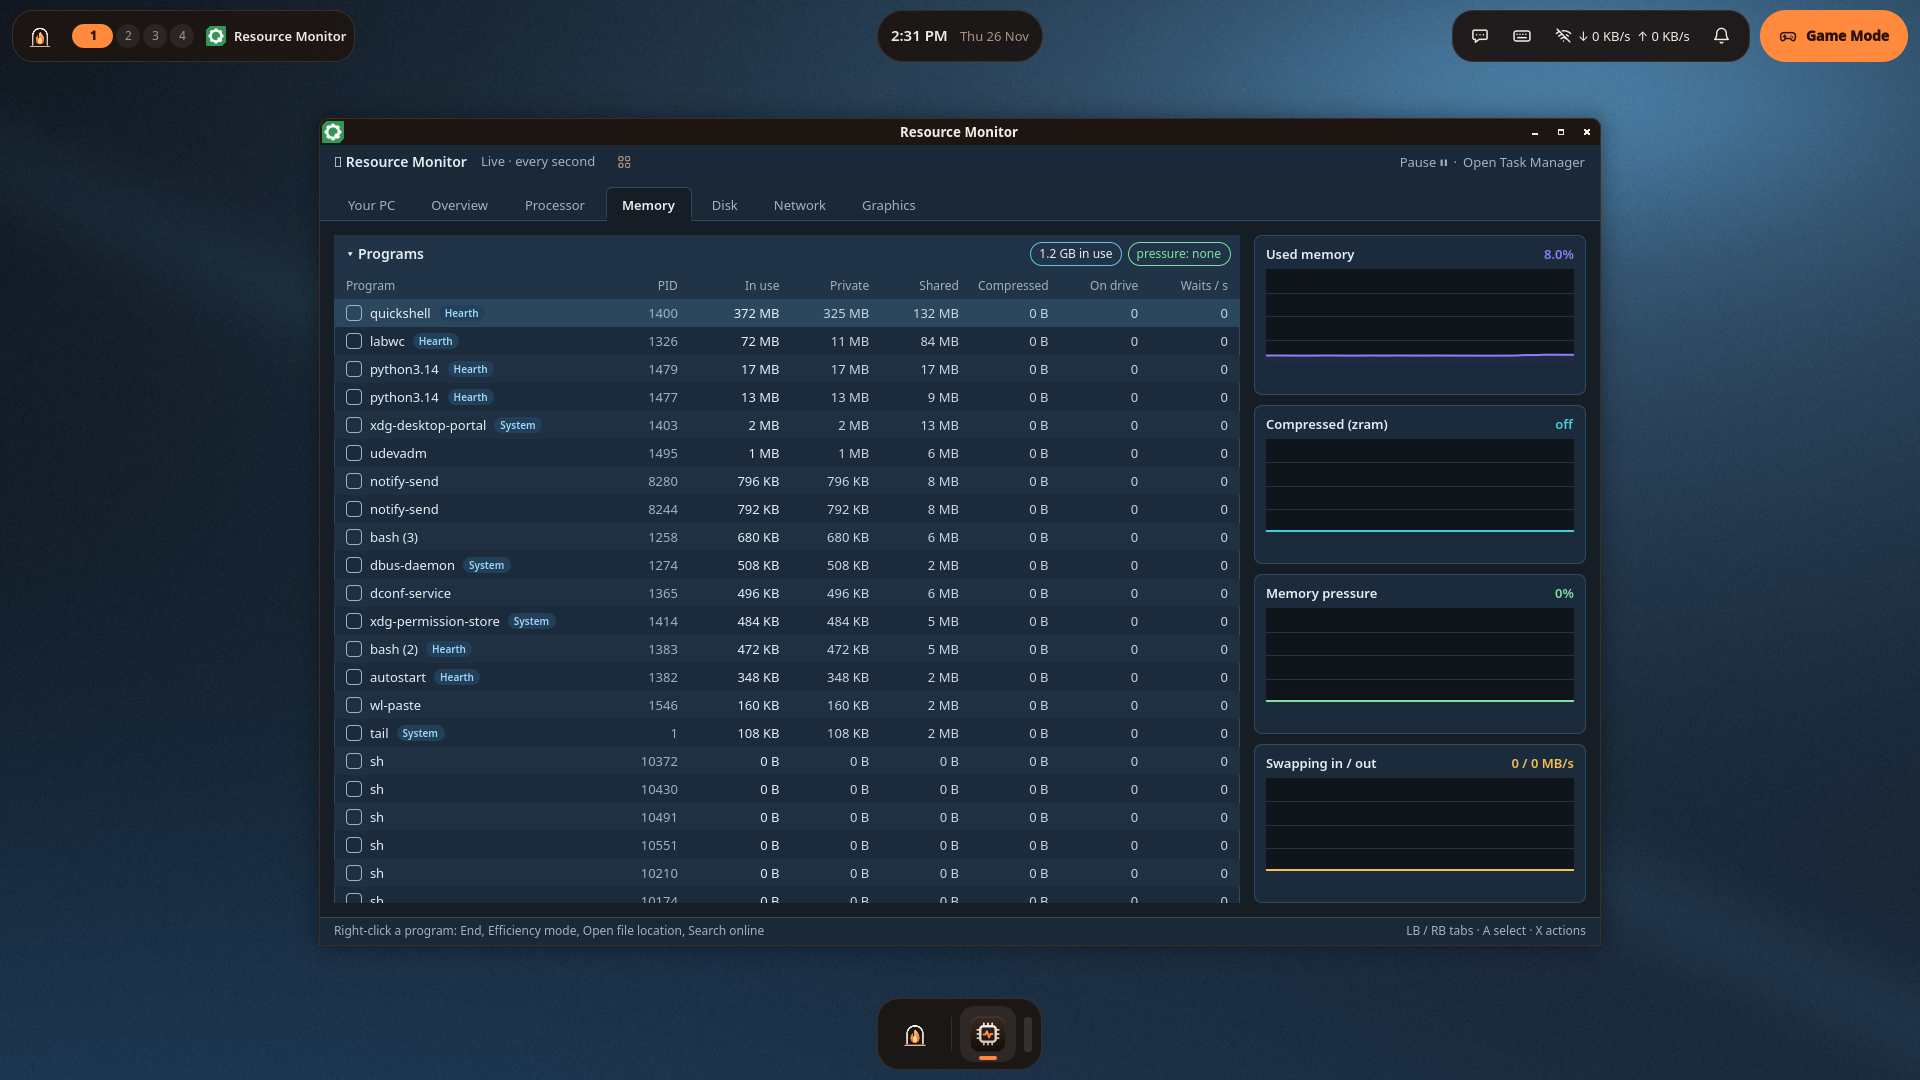 1 2 3 4 Resource Monitor
2:31 PM Thu 26 Nov
↓ 0 KB/s ↑ 0 KB/s
Game Mode
Resource Monitor
Resource Monitor Live · every second
Pause · Open Task Manager
Your PC Overview Processor Memory Disk Network Graphics
Programs 1.2 GB in use pressure: none
Program PID In use Private Shared Compressed On drive Waits / s
quickshell Hearth 1400 372 MB 325 MB 132 MB 0 B 0 0
labwc Hearth 1326 72 MB 11 MB 84 MB 0 B 0 0
python3.14 Hearth 1479 17 MB 17 MB 17 MB 0 B 0 0
python3.14 Hearth 1477 13 MB 13 MB 9 MB 0 B 0 0
xdg-desktop-portal System 1403 2 MB 2 MB 13 MB 0 B 0 0
udevadm 1495 1 MB 1 MB 6 MB 0 B 0 0
notify-send 8280 796 KB 796 KB 8 MB 0 B 0 0
notify-send 8244 792 KB 792 KB 8 MB 0 B 0 0
bash (3) 1258 680 KB 680 KB 6 MB 0 B 0 0
dbus-daemon System 1274 508 KB 508 KB 2 MB 0 B 0 0
dconf-service 1365 496 KB 496 KB 6 MB 0 B 0 0
xdg-permission-store System 1414 484 KB 484 KB 5 MB 0 B 0 0
bash (2) Hearth 1383 472 KB 472 KB 5 MB 0 B 0 0
autostart Hearth 1382 348 KB 348 KB 2 MB 0 B 0 0
wl-paste 1546 160 KB 160 KB 2 MB 0 B 0 0
tail System 1 108 KB 108 KB 2 MB 0 B 0 0
sh 10372 0 B 0 B 0 B 0 B 0 0
sh 10430 0 B 0 B 0 B 0 B 0 0
sh 10491 0 B 0 B 0 B 0 B 0 0
sh 10551 0 B 0 B 0 B 0 B 0 0
sh 10210 0 B 0 B 0 B 0 B 0 0
sh 10174 0 B 0 B 0 B 0 B 0 0
Used memory 8.0%
Compressed (zram) off
Memory pressure 0%
Swapping in / out 0 / 0 MB/s
Right-click a program: End, Efficiency mode, Open file location, Search online
LB / RB tabs · A select · X actions